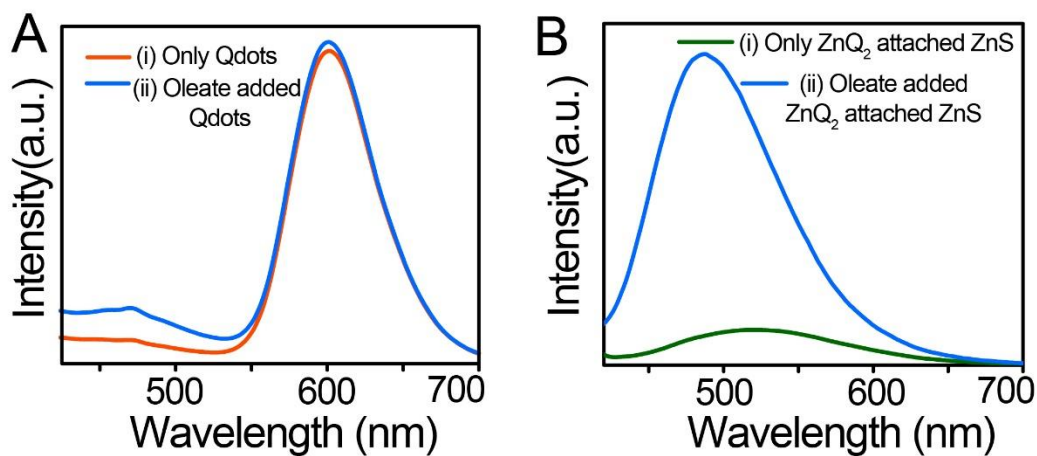 A
(i) Only Qdots
(ii) Oleate added
Qdots
Intensity(a.u.)
500
600
700
Wavelength (nm)
B
(i) Only ZnQ₂ attached ZnS
(ii) Oleate added
ZnQ₂ attached ZnS
Intensity(a.u.)
500
600
700
Wavelength (nm)